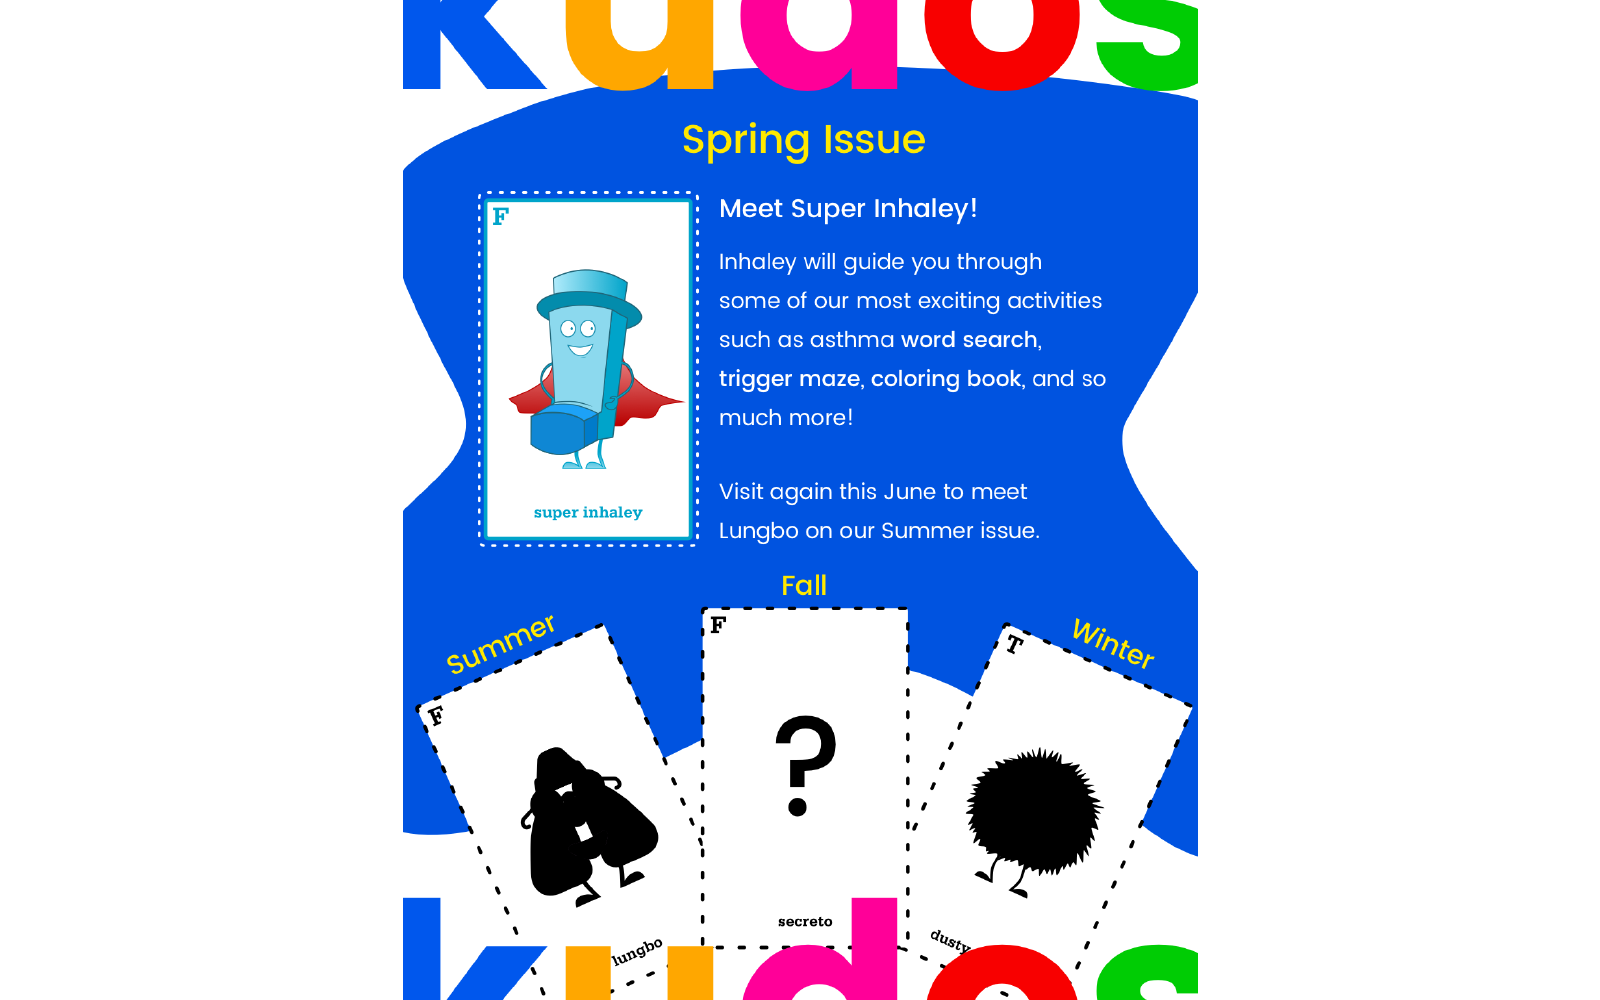 kudos
Spring Issue
F
super inhaley
Meet Super Inhaley!
Inhaley will guide you through
some of our most exciting activities
such as asthma word search,
trigger maze, coloring book, and so
much more!
Visit again this June to meet
Lungbo on our Summer issue.
Summer
F
lungbo
Fall
F
?
secreto
Winter
T
dusty
kudos